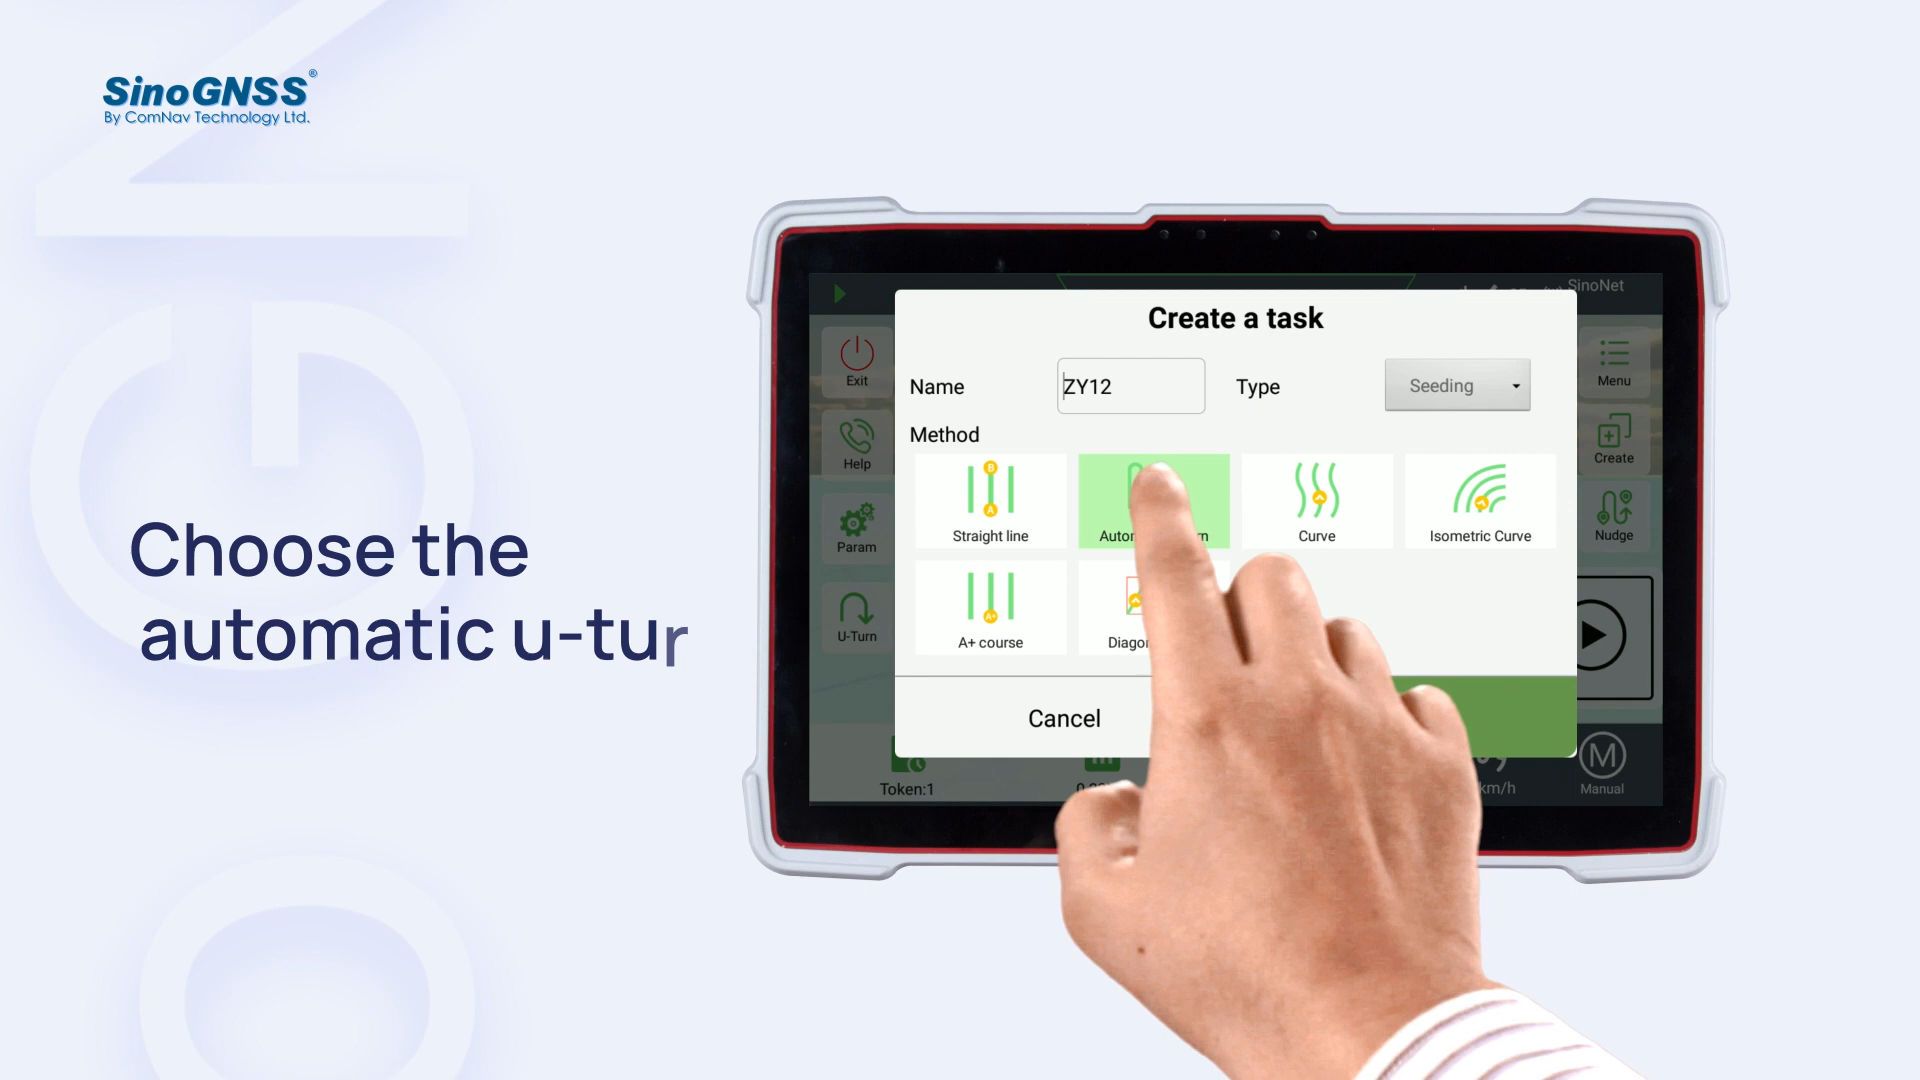 SinoGNSS®
By ComNav Technology Ltd.
Choose the
automatic u-tur
SinoNet
Create a task
Name
ZY12
Type
Seeding
Method
Straight line
Curve
Isometric Curve
A+ course
Cancel
Exit
Help
Param
U-Turn
Menu
Create
Nudge
Token:1
km/h
M
Manual
B
A
A+